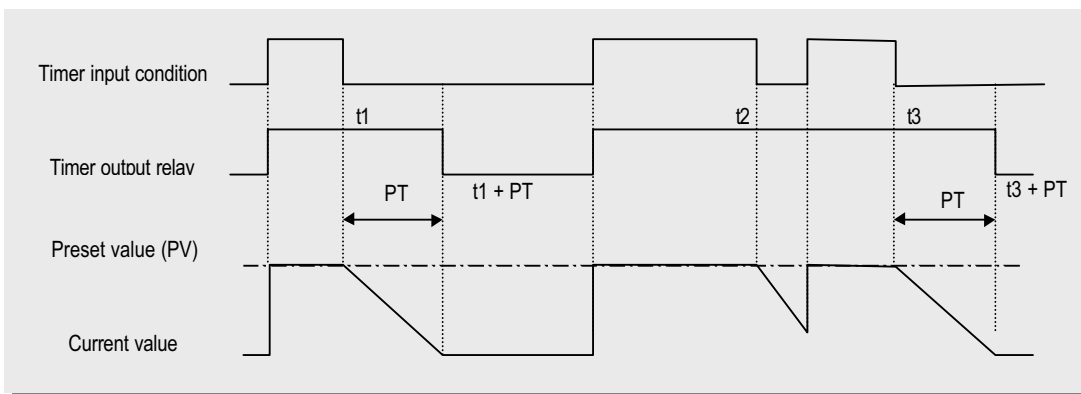 Timer input condition
t1
t2
t3
Timer output relay
PT
t1 + PT
PT
t3 + PT
Preset value (PV)
Current value